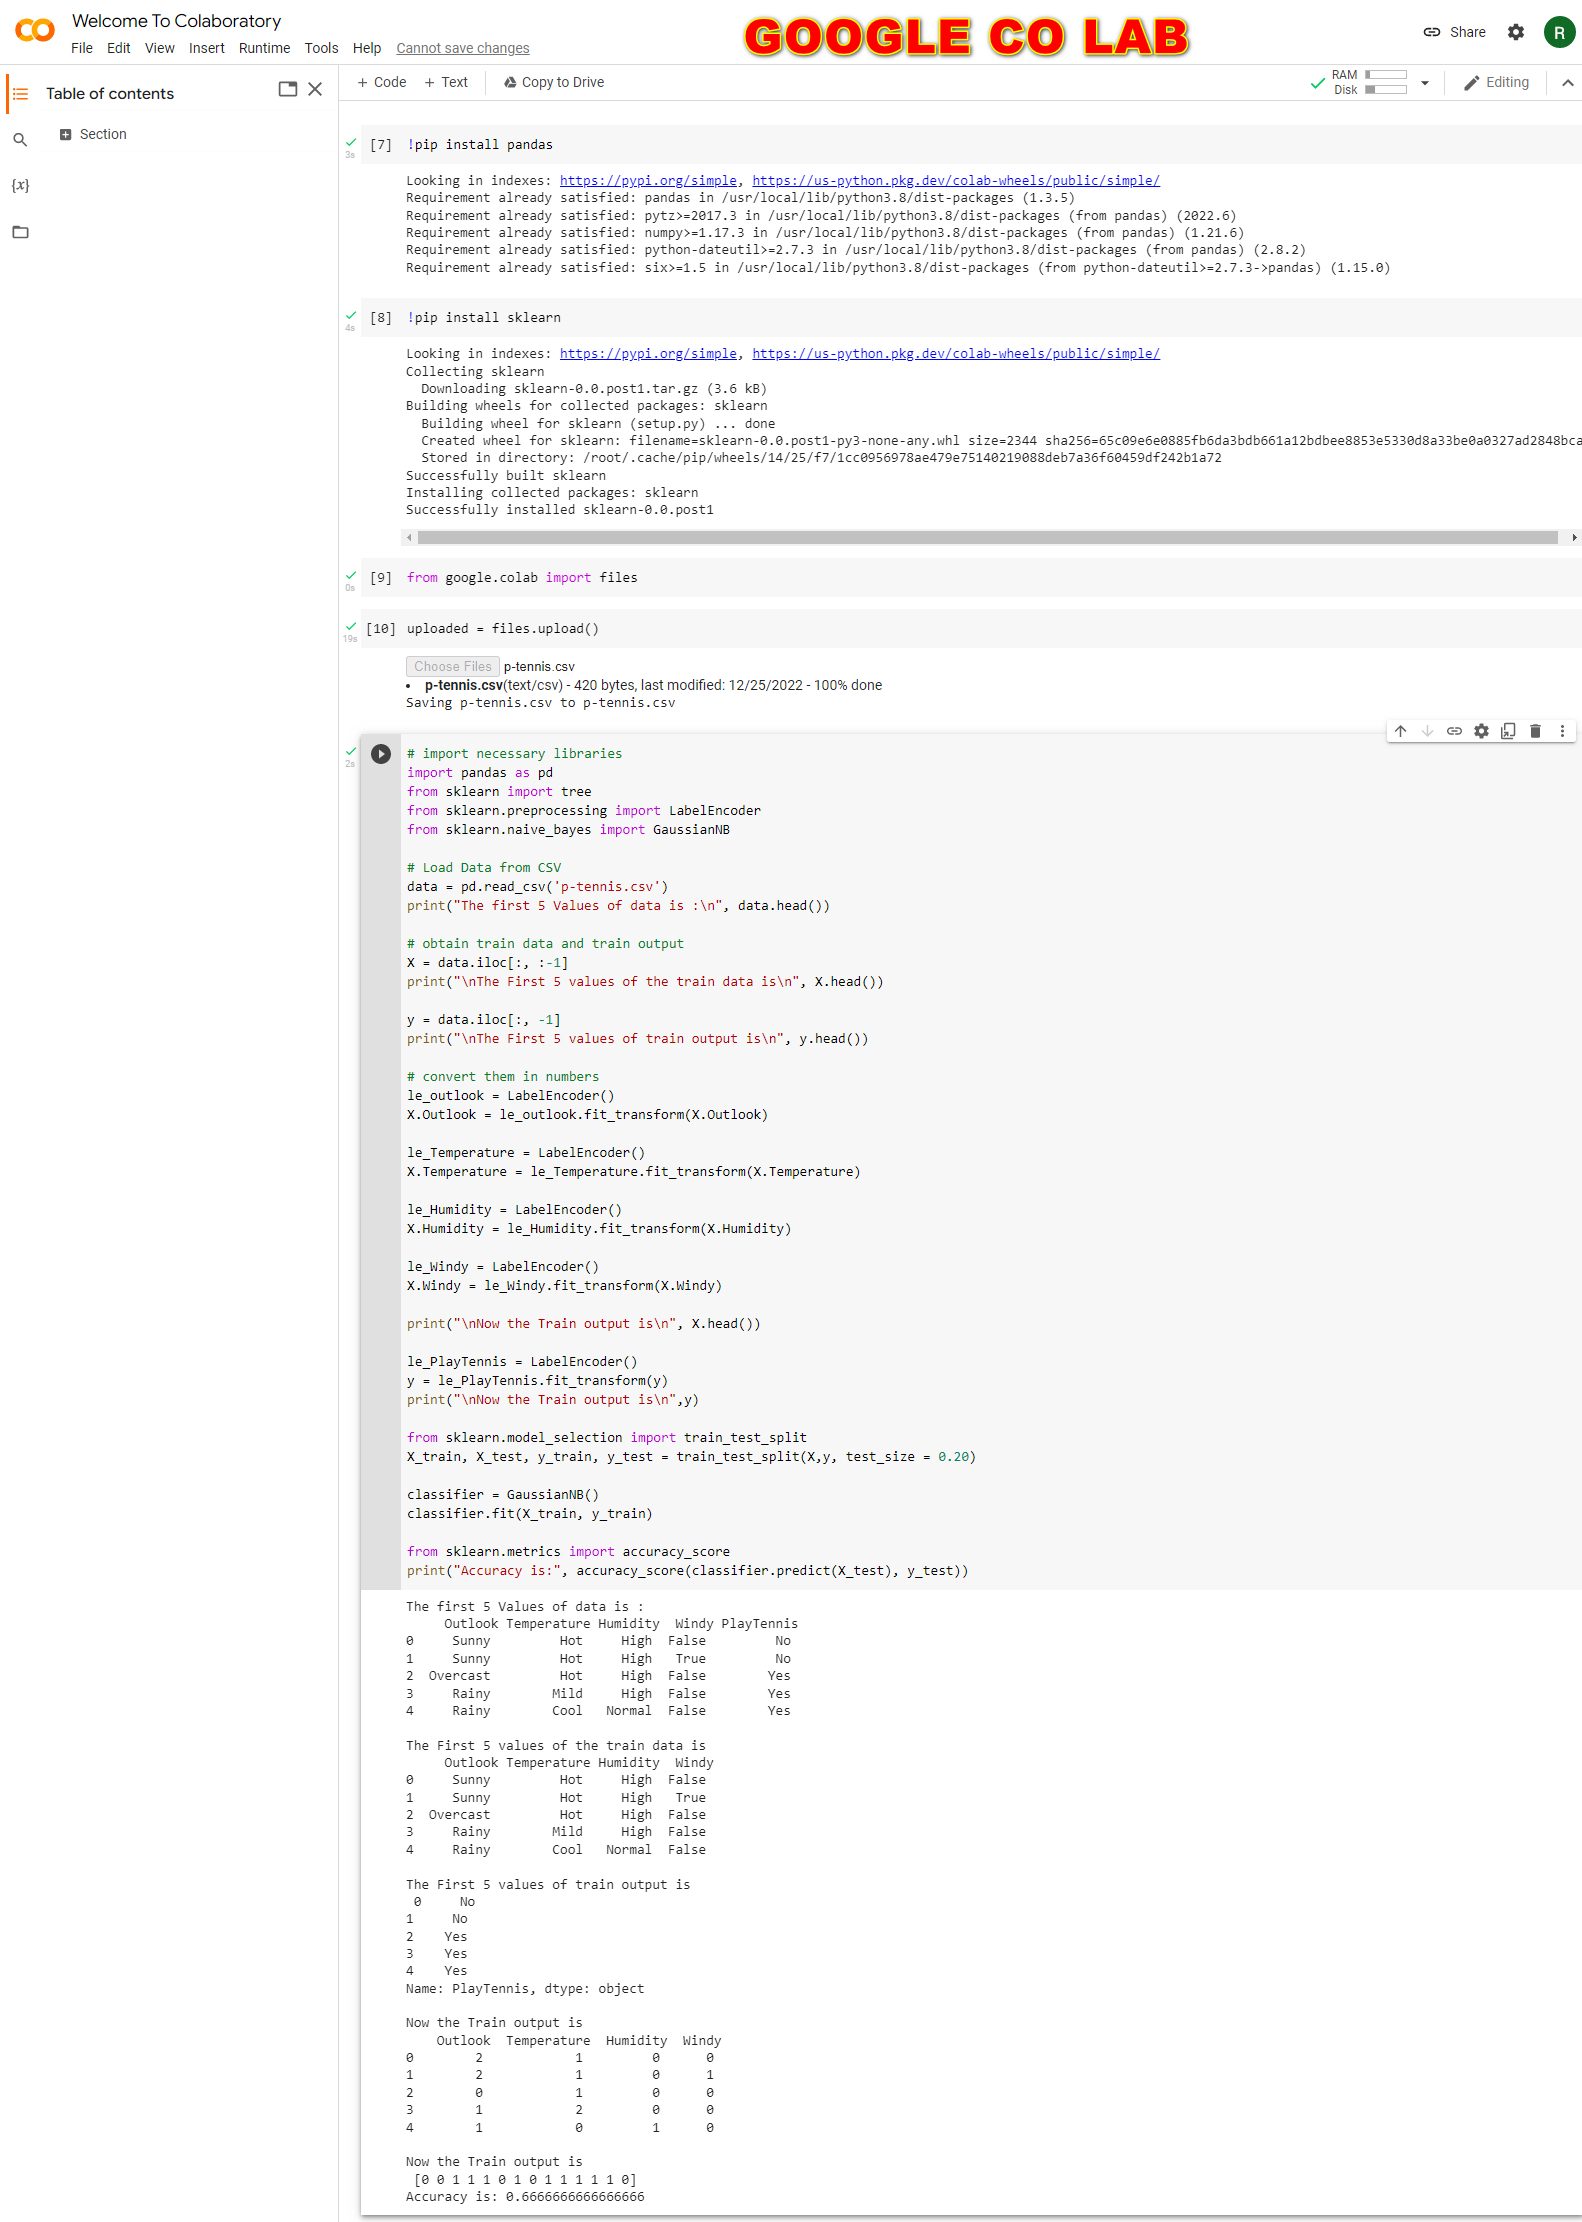 Welcome To Colaboratory
GOOGLE CO LAB
Share
R
File Edit View Insert Runtime Tools Help Cannot save changes
+ Code + Text Copy to Drive
RAM
Disk
Editing
Table of contents
Section
{x}
3s
[7] !pip install pandas
Looking in indexes: https://pypi.org/simple, https://us-python.pkg.dev/colab-wheels/public/simple/
Requirement already satisfied: pandas in /usr/local/lib/python3.8/dist-packages (1.3.5)
Requirement already satisfied: pytz>=2017.3 in /usr/local/lib/python3.8/dist-packages (from pandas) (2022.6)
Requirement already satisfied: numpy>=1.17.3 in /usr/local/lib/python3.8/dist-packages (from pandas) (1.21.6)
Requirement already satisfied: python-dateutil>=2.7.3 in /usr/local/lib/python3.8/dist-packages (from pandas) (2.8.2)
Requirement already satisfied: six>=1.5 in /usr/local/lib/python3.8/dist-packages (from python-dateutil>=2.7.3->pandas) (1.15.0)
4s
[8] !pip install sklearn
Looking in indexes: https://pypi.org/simple, https://us-python.pkg.dev/colab-wheels/public/simple/
Collecting sklearn
Downloading sklearn-0.0.post1.tar.gz (3.6 kB)
Building wheels for collected packages: sklearn
Building wheel for sklearn (setup.py) ... done
Created wheel for sklearn: filename=sklearn-0.0.post1-py3-none-any.whl size=2344 sha256=65c09e6e0885fb6da3bdb661a12bdbee8853e5330d8a33be0a0327ad2848bca
Stored in directory: /root/.cache/pip/wheels/14/25/f7/1cc0956978ae479e75140219088deb7a36f60459df242b1a72
Successfully built sklearn
Installing collected packages: sklearn
Successfully installed sklearn-0.0.post1
0s
[9] from google.colab import files
19s
[10] uploaded = files.upload()
Choose Files p-tennis.csv
• p-tennis.csv(text/csv) - 420 bytes, last modified: 12/25/2022 - 100% done
Saving p-tennis.csv to p-tennis.csv
2s
# import necessary libraries
import pandas as pd
from sklearn import tree
from sklearn.preprocessing import LabelEncoder
from sklearn.naive_bayes import GaussianNB
# Load Data from CSV
data = pd.read_csv('p-tennis.csv')
print("The first 5 Values of data is :\n", data.head())
# obtain train data and train output
X = data.iloc[:, :-1]
print("\nThe First 5 values of the train data is\n", X.head())
y = data.iloc[:, -1]
print("\nThe First 5 values of train output is\n", y.head())
# convert them in numbers
le_outlook = LabelEncoder()
X.Outlook = le_outlook.fit_transform(X.Outlook)
le_Temperature = LabelEncoder()
X.Temperature = le_Temperature.fit_transform(X.Temperature)
le_Humidity = LabelEncoder()
X.Humidity = le_Humidity.fit_transform(X.Humidity)
le_Windy = LabelEncoder()
X.Windy = le_Windy.fit_transform(X.Windy)
print("\nNow the Train output is\n", X.head())
le_PlayTennis = LabelEncoder()
y = le_PlayTennis.fit_transform(y)
print("\nNow the Train output is\n",y)
from sklearn.model_selection import train_test_split
X_train, X_test, y_train, y_test = train_test_split(X,y, test_size = 0.20)
classifier = GaussianNB()
classifier.fit(X_train, y_train)
from sklearn.metrics import accuracy_score
print("Accuracy is:", accuracy_score(classifier.predict(X_test), y_test))
The first 5 Values of data is :
Outlook Temperature Humidity Windy PlayTennis
0 Sunny Hot High False No
1 Sunny Hot High True No
2 Overcast Hot High False Yes
3 Rainy Mild High False Yes
4 Rainy Cool Normal False Yes
The First 5 values of the train data is
Outlook Temperature Humidity Windy
0 Sunny Hot High False
1 Sunny Hot High True
2 Overcast Hot High False
3 Rainy Mild High False
4 Rainy Cool Normal False
The First 5 values of train output is
0 No
1 No
2 Yes
3 Yes
4 Yes
Name: PlayTennis, dtype: object
Now the Train output is
Outlook Temperature Humidity Windy
0 2 1 0 0
1 2 1 0 1
2 0 1 0 0
3 1 2 0 0
4 1 0 1 0
Now the Train output is
[0 0 1 1 1 0 1 0 1 1 1 1 1 0]
Accuracy is: 0.6666666666666666